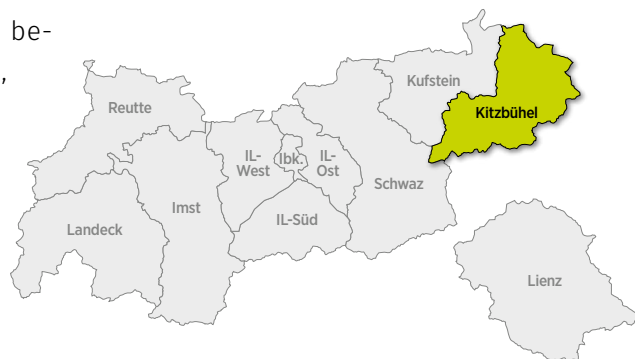 be-
,
Kufstein
Kitzbühel
Reutte
IL-
West
Ibk.
IL-
Ost
Schwaz
Imst
Landeck
IL-Süd
Lienz